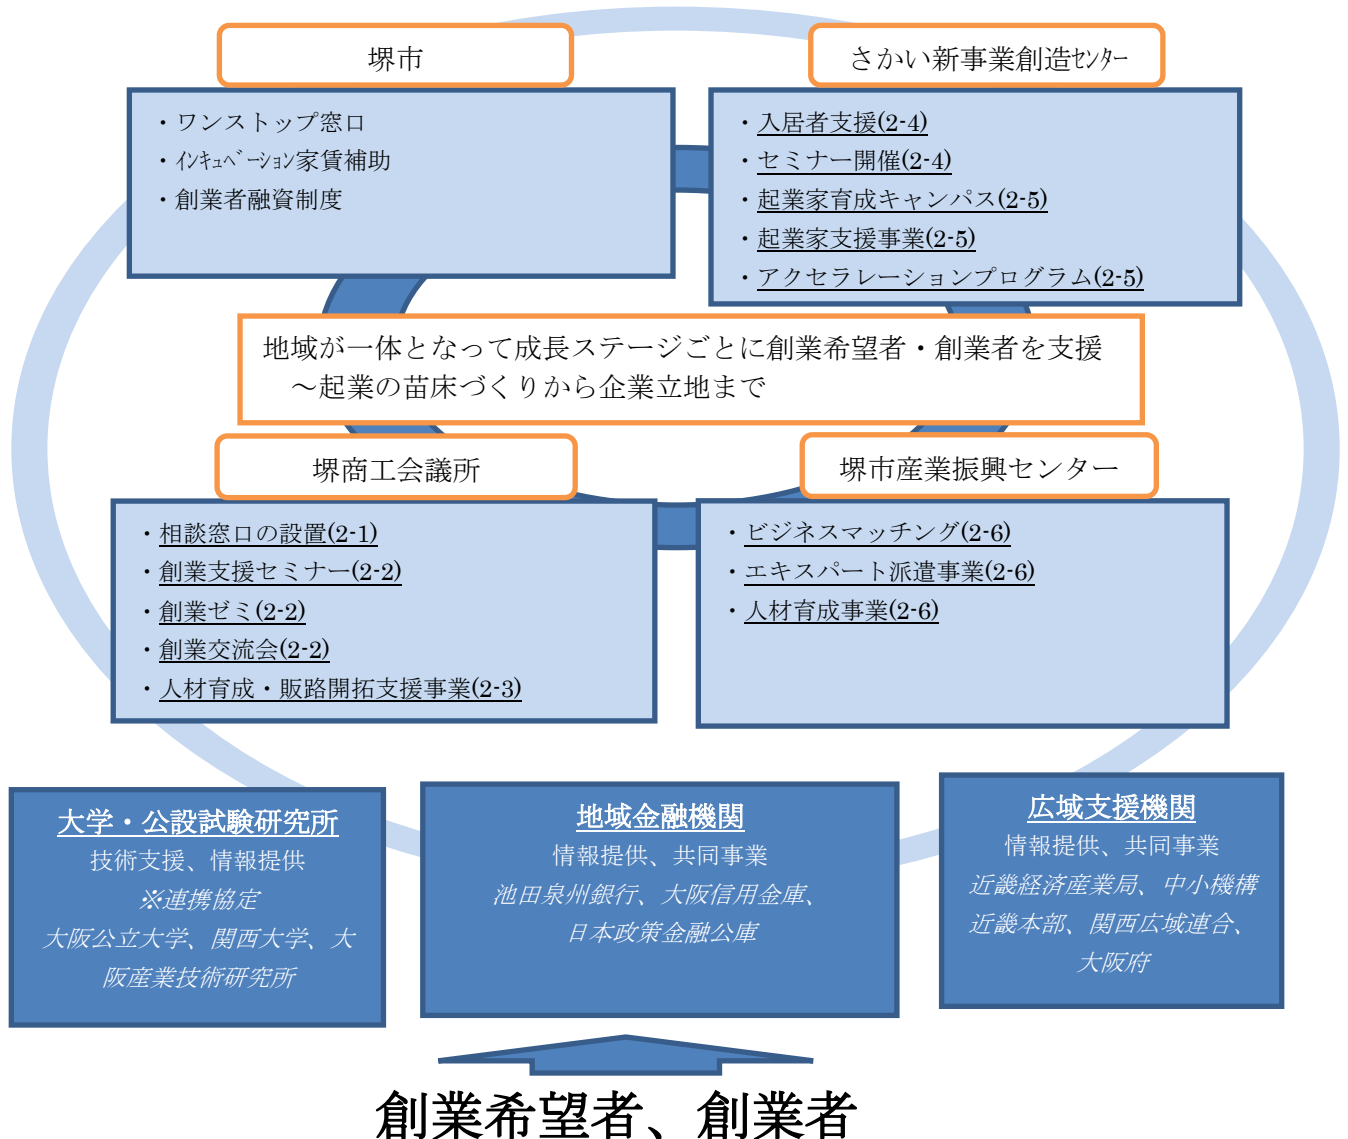 堺市
・ワンストップ窓口
・ｲﾝｷｭﾍﾞｰｼｮﾝ家賃補助
・創業者融資制度
さかい新事業創造ｾﾝﾀｰ
・入居者支援(2-4)
・セミナー開催(2-4)
・起業家育成キャンパス(2-5)
・起業家支援事業(2-5)
・アクセラレーションプログラム(2-5)
地域が一体となって成長ステージごとに創業希望者・創業者を支援
～起業の苗床づくりから企業立地まで
堺商工会議所
・相談窓口の設置(2-1)
・創業支援セミナー(2-2)
・創業ゼミ(2-2)
・創業交流会(2-2)
・人材育成・販路開拓支援事業(2-3)
堺市産業振興センター
・ビジネスマッチング(2-6)
・エキスパート派遣事業(2-6)
・人材育成事業(2-6)
大学・公設試験研究所
技術支援、情報提供
※連携協定
大阪公立大学、関西大学、大
阪産業技術研究所
地域金融機関
情報提供、共同事業
池田泉州銀行、大阪信用金庫、
日本政策金融公庫
広域支援機関
情報提供、共同事業
近畿経済産業局、中小機構
近畿本部、関西広域連合、
大阪府
創業希望者、創業者